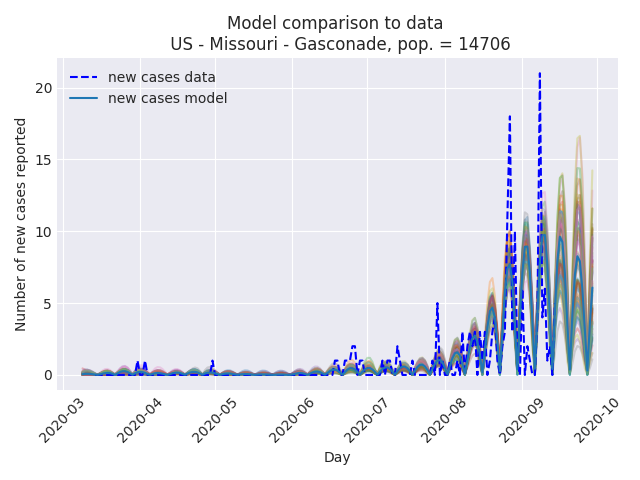 Model comparison to data
US - Missouri - Gasconade, pop. = 14706
new cases data
new cases model
Number of new cases reported
20
15
10
5
0
2020-03
2020-04
2020-05
2020-06
2020-07
2020-08
2020-09
2020-10
Day